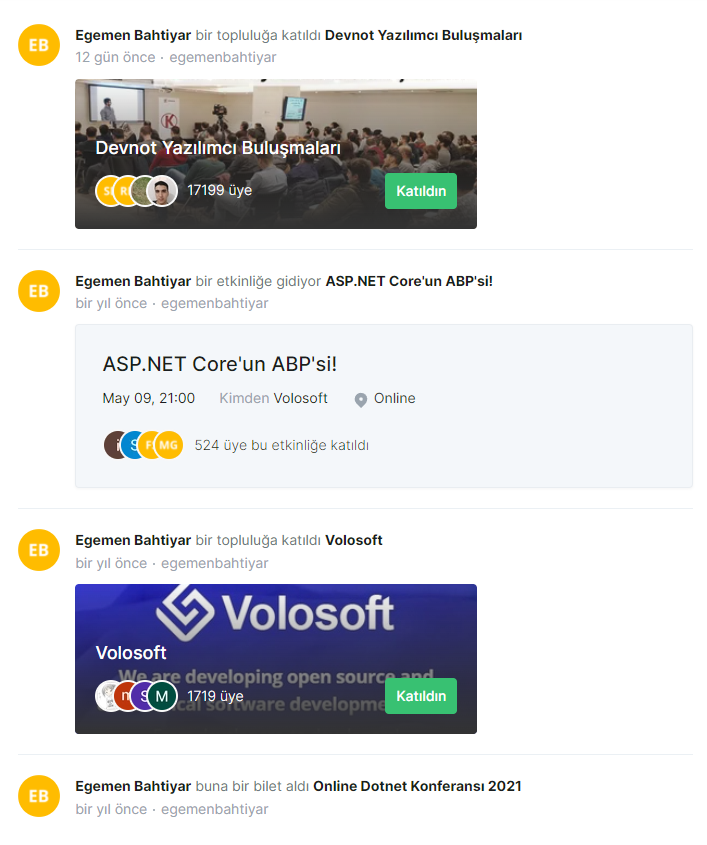 EB
Egemen Bahtiyar bir topluluğa katıldı Devnot Yazılımcı Buluşmaları
12 gün önce · egemenbahtiyar
K
Devnot Yazılımcı Buluşmaları
17199 üye
Katıldın
EB
Egemen Bahtiyar bir etkinliğe gidiyor ASP.NET Core'un ABP'si!
bir yıl önce · egemenbahtiyar
ASP.NET Core'un ABP'si!
May 09, 21:00 Kimden Volosoft Online
i S F MG 524 üye bu etkinliğe katıldı
EB
Egemen Bahtiyar bir topluluğa katıldı Volosoft
bir yıl önce · egemenbahtiyar
Volosoft
Volosoft
We are developing open source and
S M 1719 üye
software
Katıldın
EB
Egemen Bahtiyar buna bir bilet aldı Online Dotnet Konferansı 2021
bir yıl önce · egemenbahtiyar